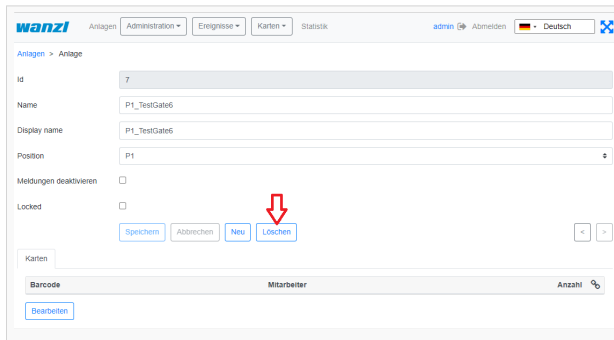 wanzl Anlagen Administration Ereignisse Karten Statistik admin Abmelden Deutsch
Anlagen > Anlage
Id 7
Name P1_TestGate6
Display name P1_TestGate6
Position P1
Meldungen deaktivieren
Locked
Speichern Abbrechen Neu Löschen < >
Karten
Barcode Mitarbeiter Anzahl
Bearbeiten